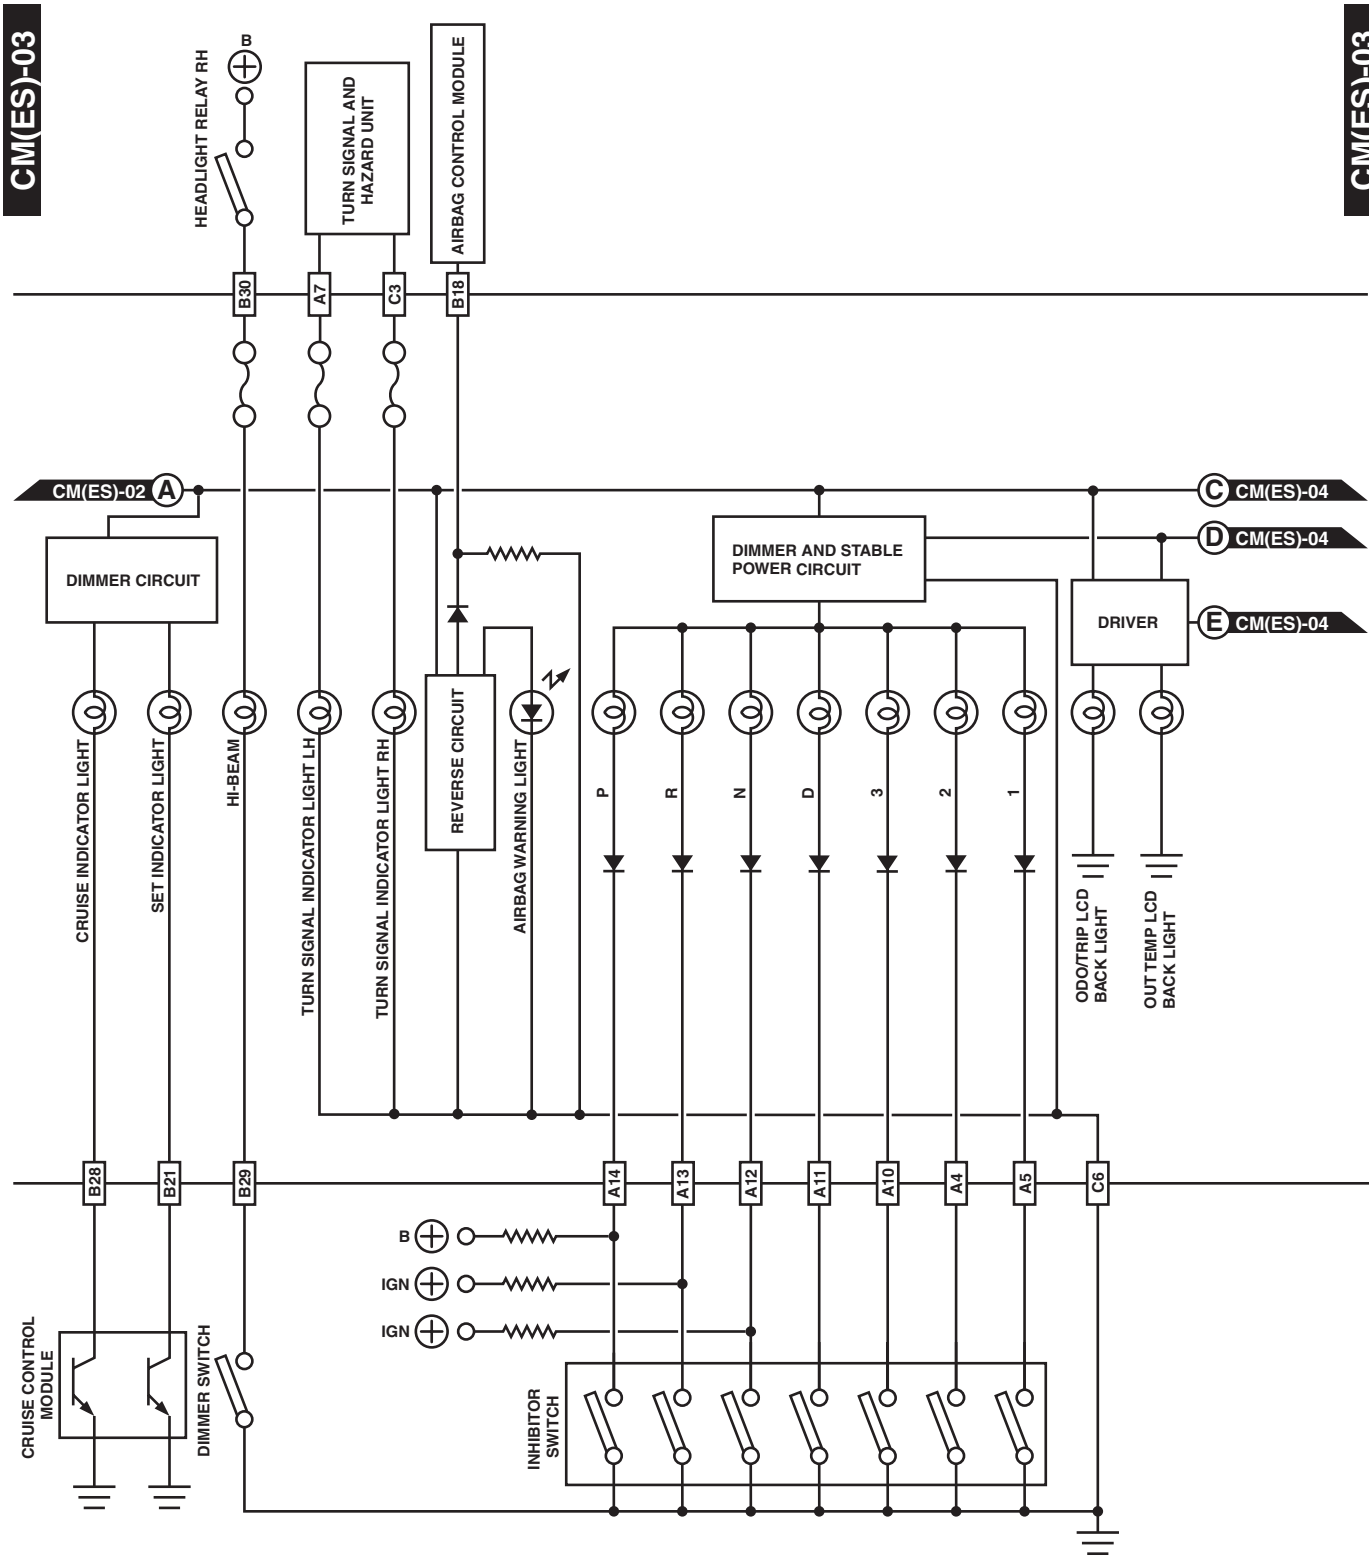 CM(ES)-03
CM(ES)-03
B
HEADLIGHT RELAY RH
TURN SIGNAL AND
HAZARD UNIT
AIRBAG CONTROL MODULE
B30
A7
C3
B18
CM(ES)-02
A
C
CM(ES)-04
DIMMER CIRCUIT
DIMMER AND STABLE
POWER CIRCUIT
D
CM(ES)-04
DRIVER
E
CM(ES)-04
CRUISE INDICATOR LIGHT
SET INDICATOR LIGHT
HI-BEAM
TURN SIGNAL INDICATOR LIGHT LH
TURN SIGNAL INDICATOR LIGHT RH
REVERSE CIRCUIT
AIRBAG WARNING LIGHT
P
R
N
D
3
2
1
ODO/TRIP LCD
BACK LIGHT
OUT TEMP LCD
BACK LIGHT
B28
B21
B29
A14
A13
A12
A11
A10
A4
A5
C6
B
IGN
IGN
CRUISE CONTROL
MODULE
DIMMER SWITCH
INHIBITOR
SWITCH